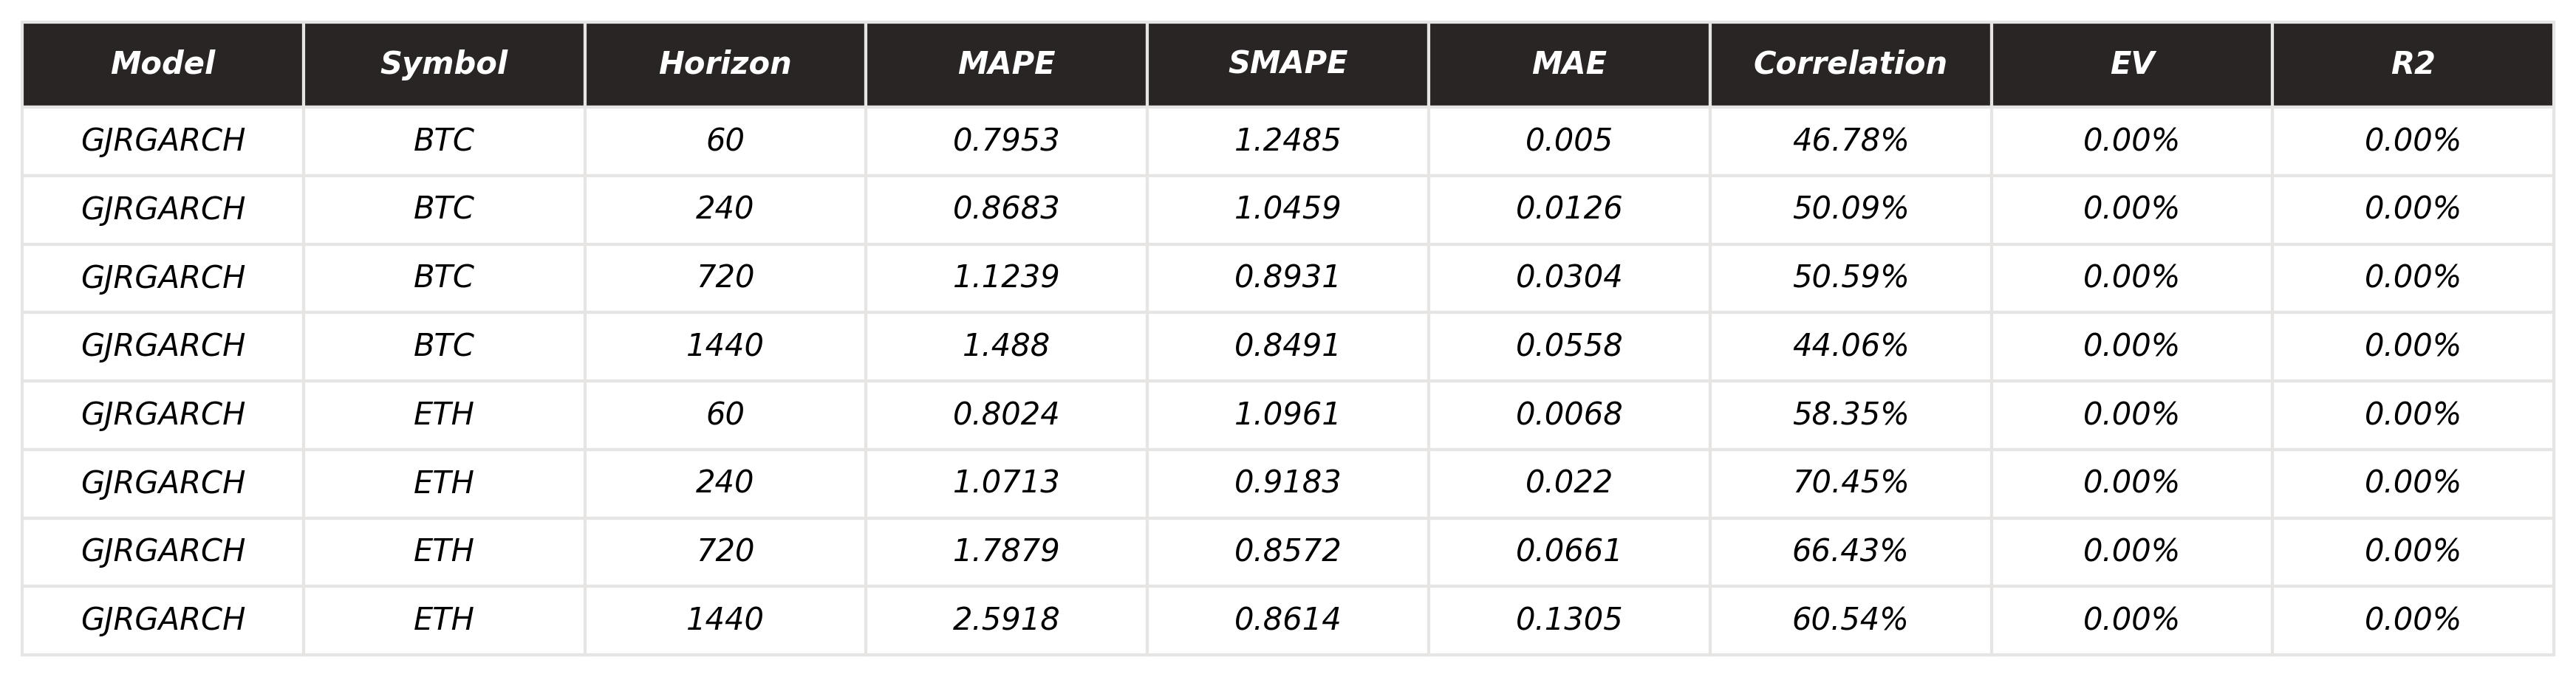 Model Symbol Horizon MAPE SMAPE MAE Correlation EV R2
GJRGARCH BTC 60 0.7953 1.2485 0.005 46.78% 0.00% 0.00%
GJRGARCH BTC 240 0.8683 1.0459 0.0126 50.09% 0.00% 0.00%
GJRGARCH BTC 720 1.1239 0.8931 0.0304 50.59% 0.00% 0.00%
GJRGARCH BTC 1440 1.488 0.8491 0.0558 44.06% 0.00% 0.00%
GJRGARCH ETH 60 0.8024 1.0961 0.0068 58.35% 0.00% 0.00%
GJRGARCH ETH 240 1.0713 0.9183 0.022 70.45% 0.00% 0.00%
GJRGARCH ETH 720 1.7879 0.8572 0.0661 66.43% 0.00% 0.00%
GJRGARCH ETH 1440 2.5918 0.8614 0.1305 60.54% 0.00% 0.00%